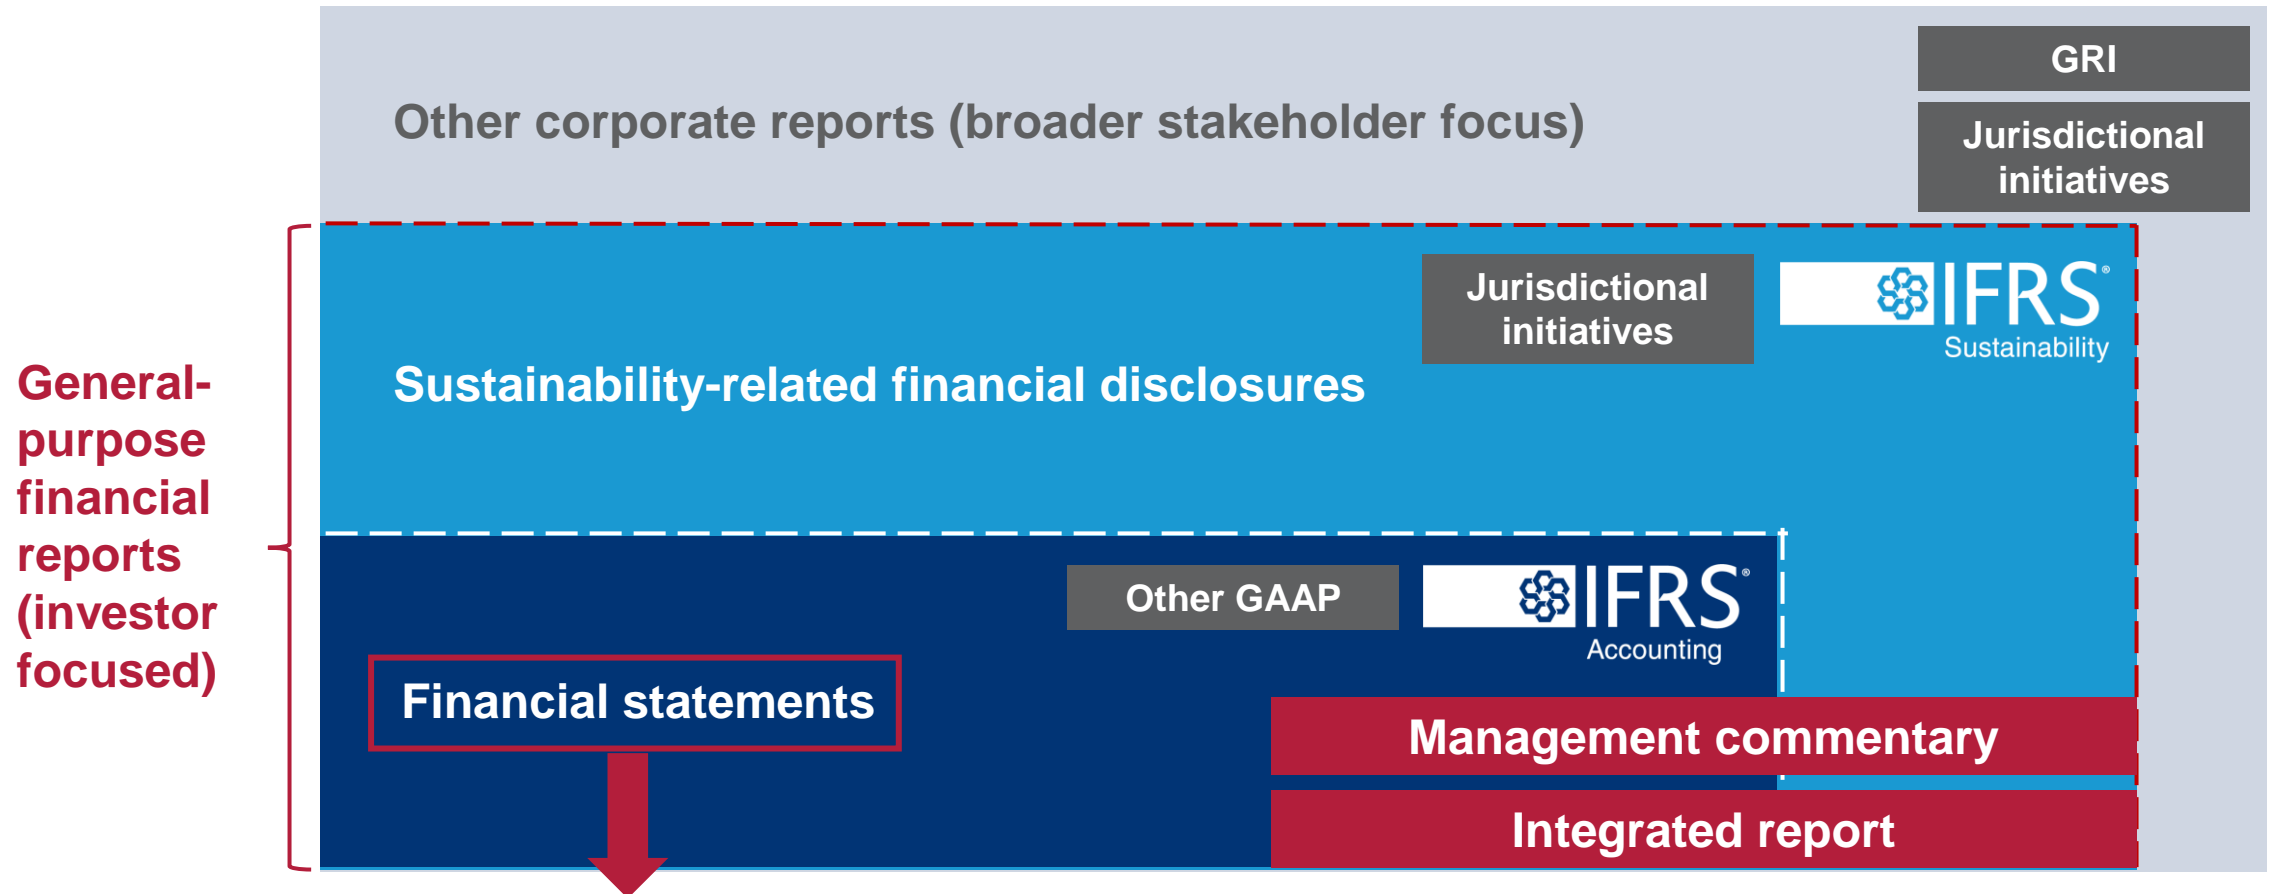 GRI
Other corporate reports (broader stakeholder focus)
Jurisdictional
initiatives
General-
purpose
financial
reports
(investor
focused)
Jurisdictional
initiatives
IFRS®
Sustainability
Sustainability-related financial disclosures
Other GAAP
IFRS®
Accounting
Financial statements
Management commentary
Integrated report